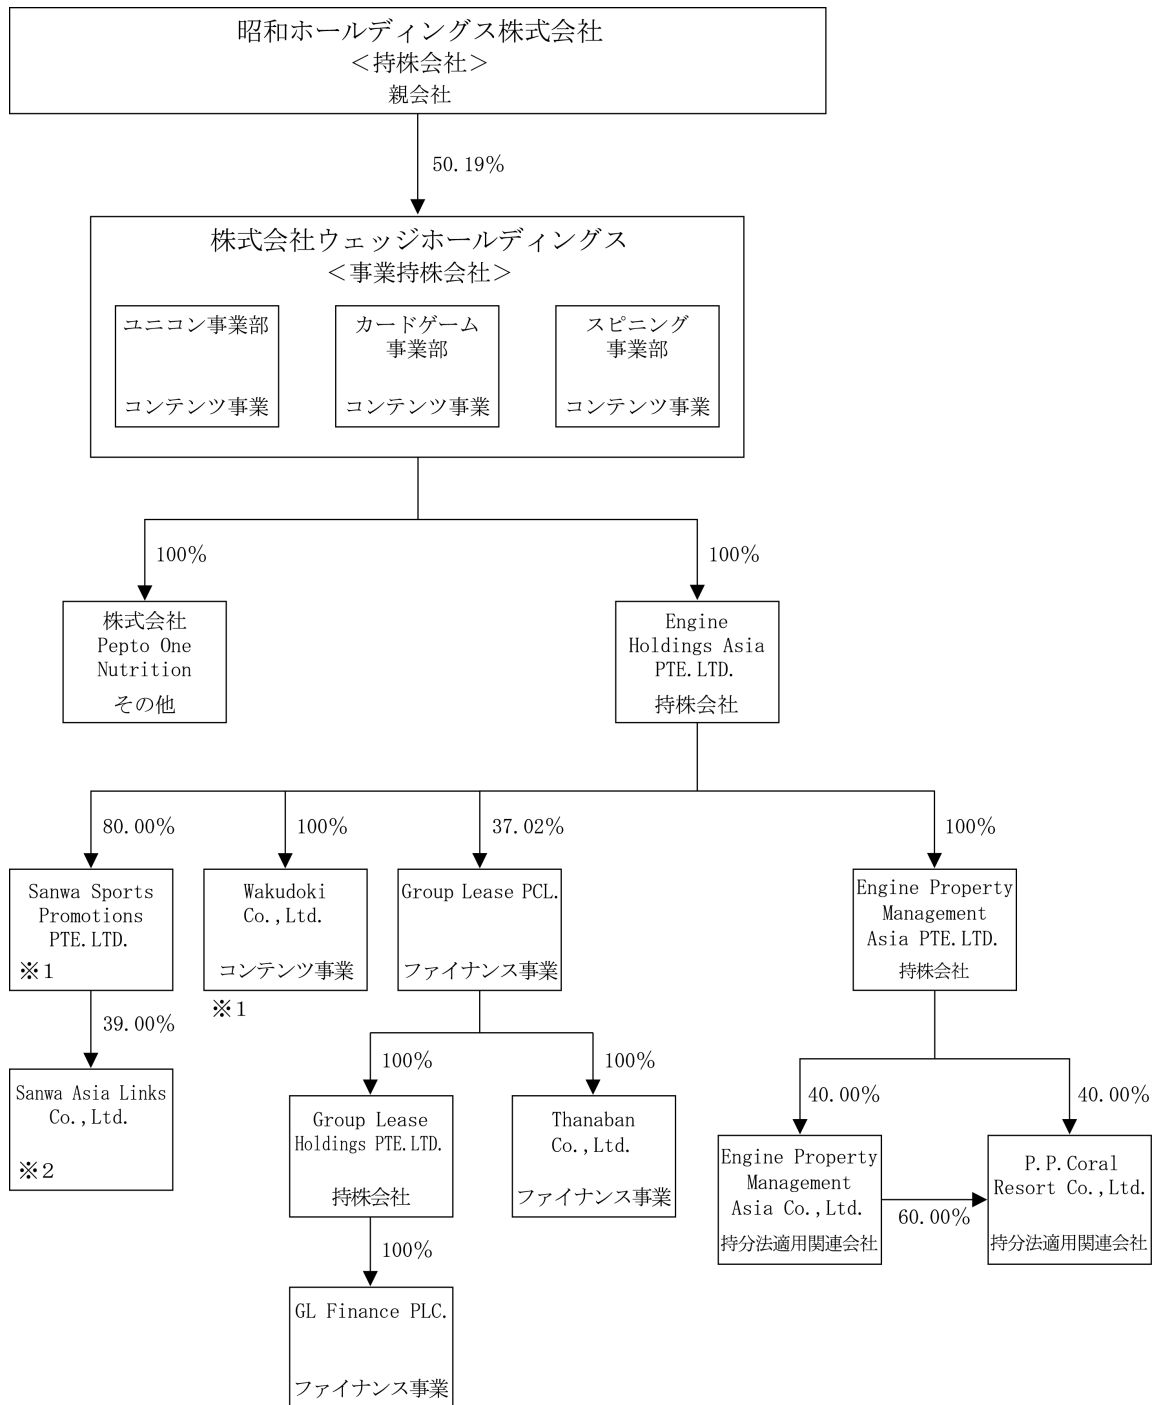 昭和ホールディングス株式会社
＜持株会社＞
親会社
50.19%
株式会社ウェッジホールディングス
＜事業持株会社＞
ユニコン事業部
コンテンツ事業
カードゲーム
事業部
コンテンツ事業
スピニング
事業部
コンテンツ事業
100%
100%
株式会社
Pepto One
Nutrition
その他
Engine
Holdings Asia
PTE.LTD.
持株会社
80.00%
100%
37.02%
100%
Sanwa Sports
Promotions
PTE.LTD.
※1
Wakudoki
Co.,Ltd.
コンテンツ事業
※1
Group Lease PCL.
ファイナンス事業
Engine Property
Management
Asia PTE.LTD.
持株会社
39.00%
100%
100%
40.00%
40.00%
Sanwa Asia Links
Co.,Ltd.
※2
Group Lease
Holdings PTE.LTD.
持株会社
Thanaban
Co.,Ltd.
ファイナンス事業
Engine Property
Management
Asia Co.,Ltd.
持分法適用関連会社
60.00%
P.P.Coral
Resort Co.,Ltd.
持分法適用関連会社
100%
GL Finance PLC.
ファイナンス事業